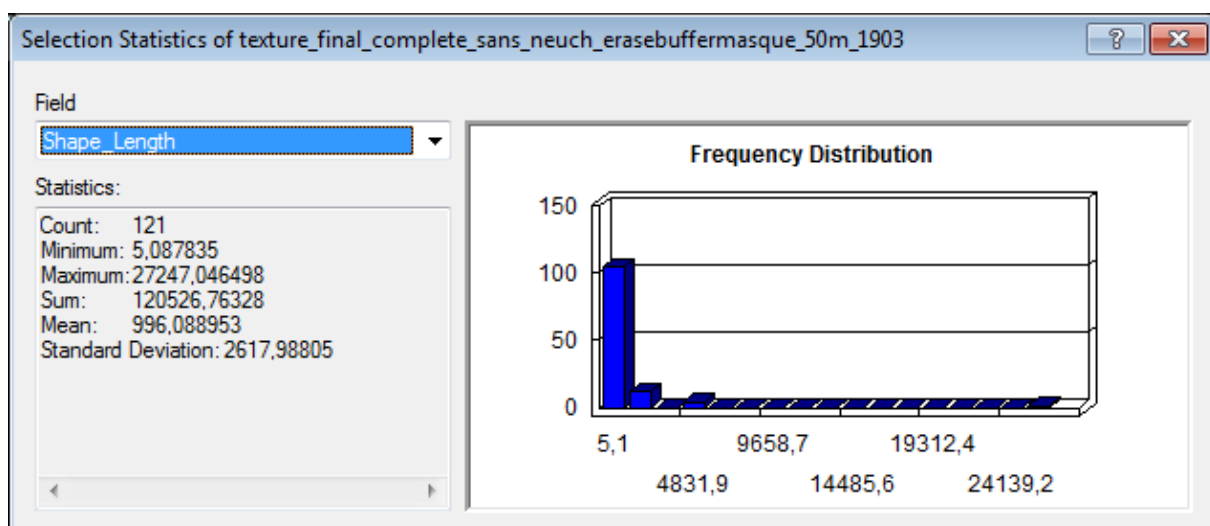 Selection Statistics of texture_final_complete_sans_neuch_erasebuffermasque_50m_1903
Field
Shape_Length
Statistics:
Count: 121
Minimum: 5,087835
Maximum: 27247,046498
Sum: 120526,76328
Mean: 996,088953
Standard Deviation: 2617,98805
Frequency Distribution
150
100
50
0
5,1 9658,7 19312,4
4831,9 14485,6 24139,2